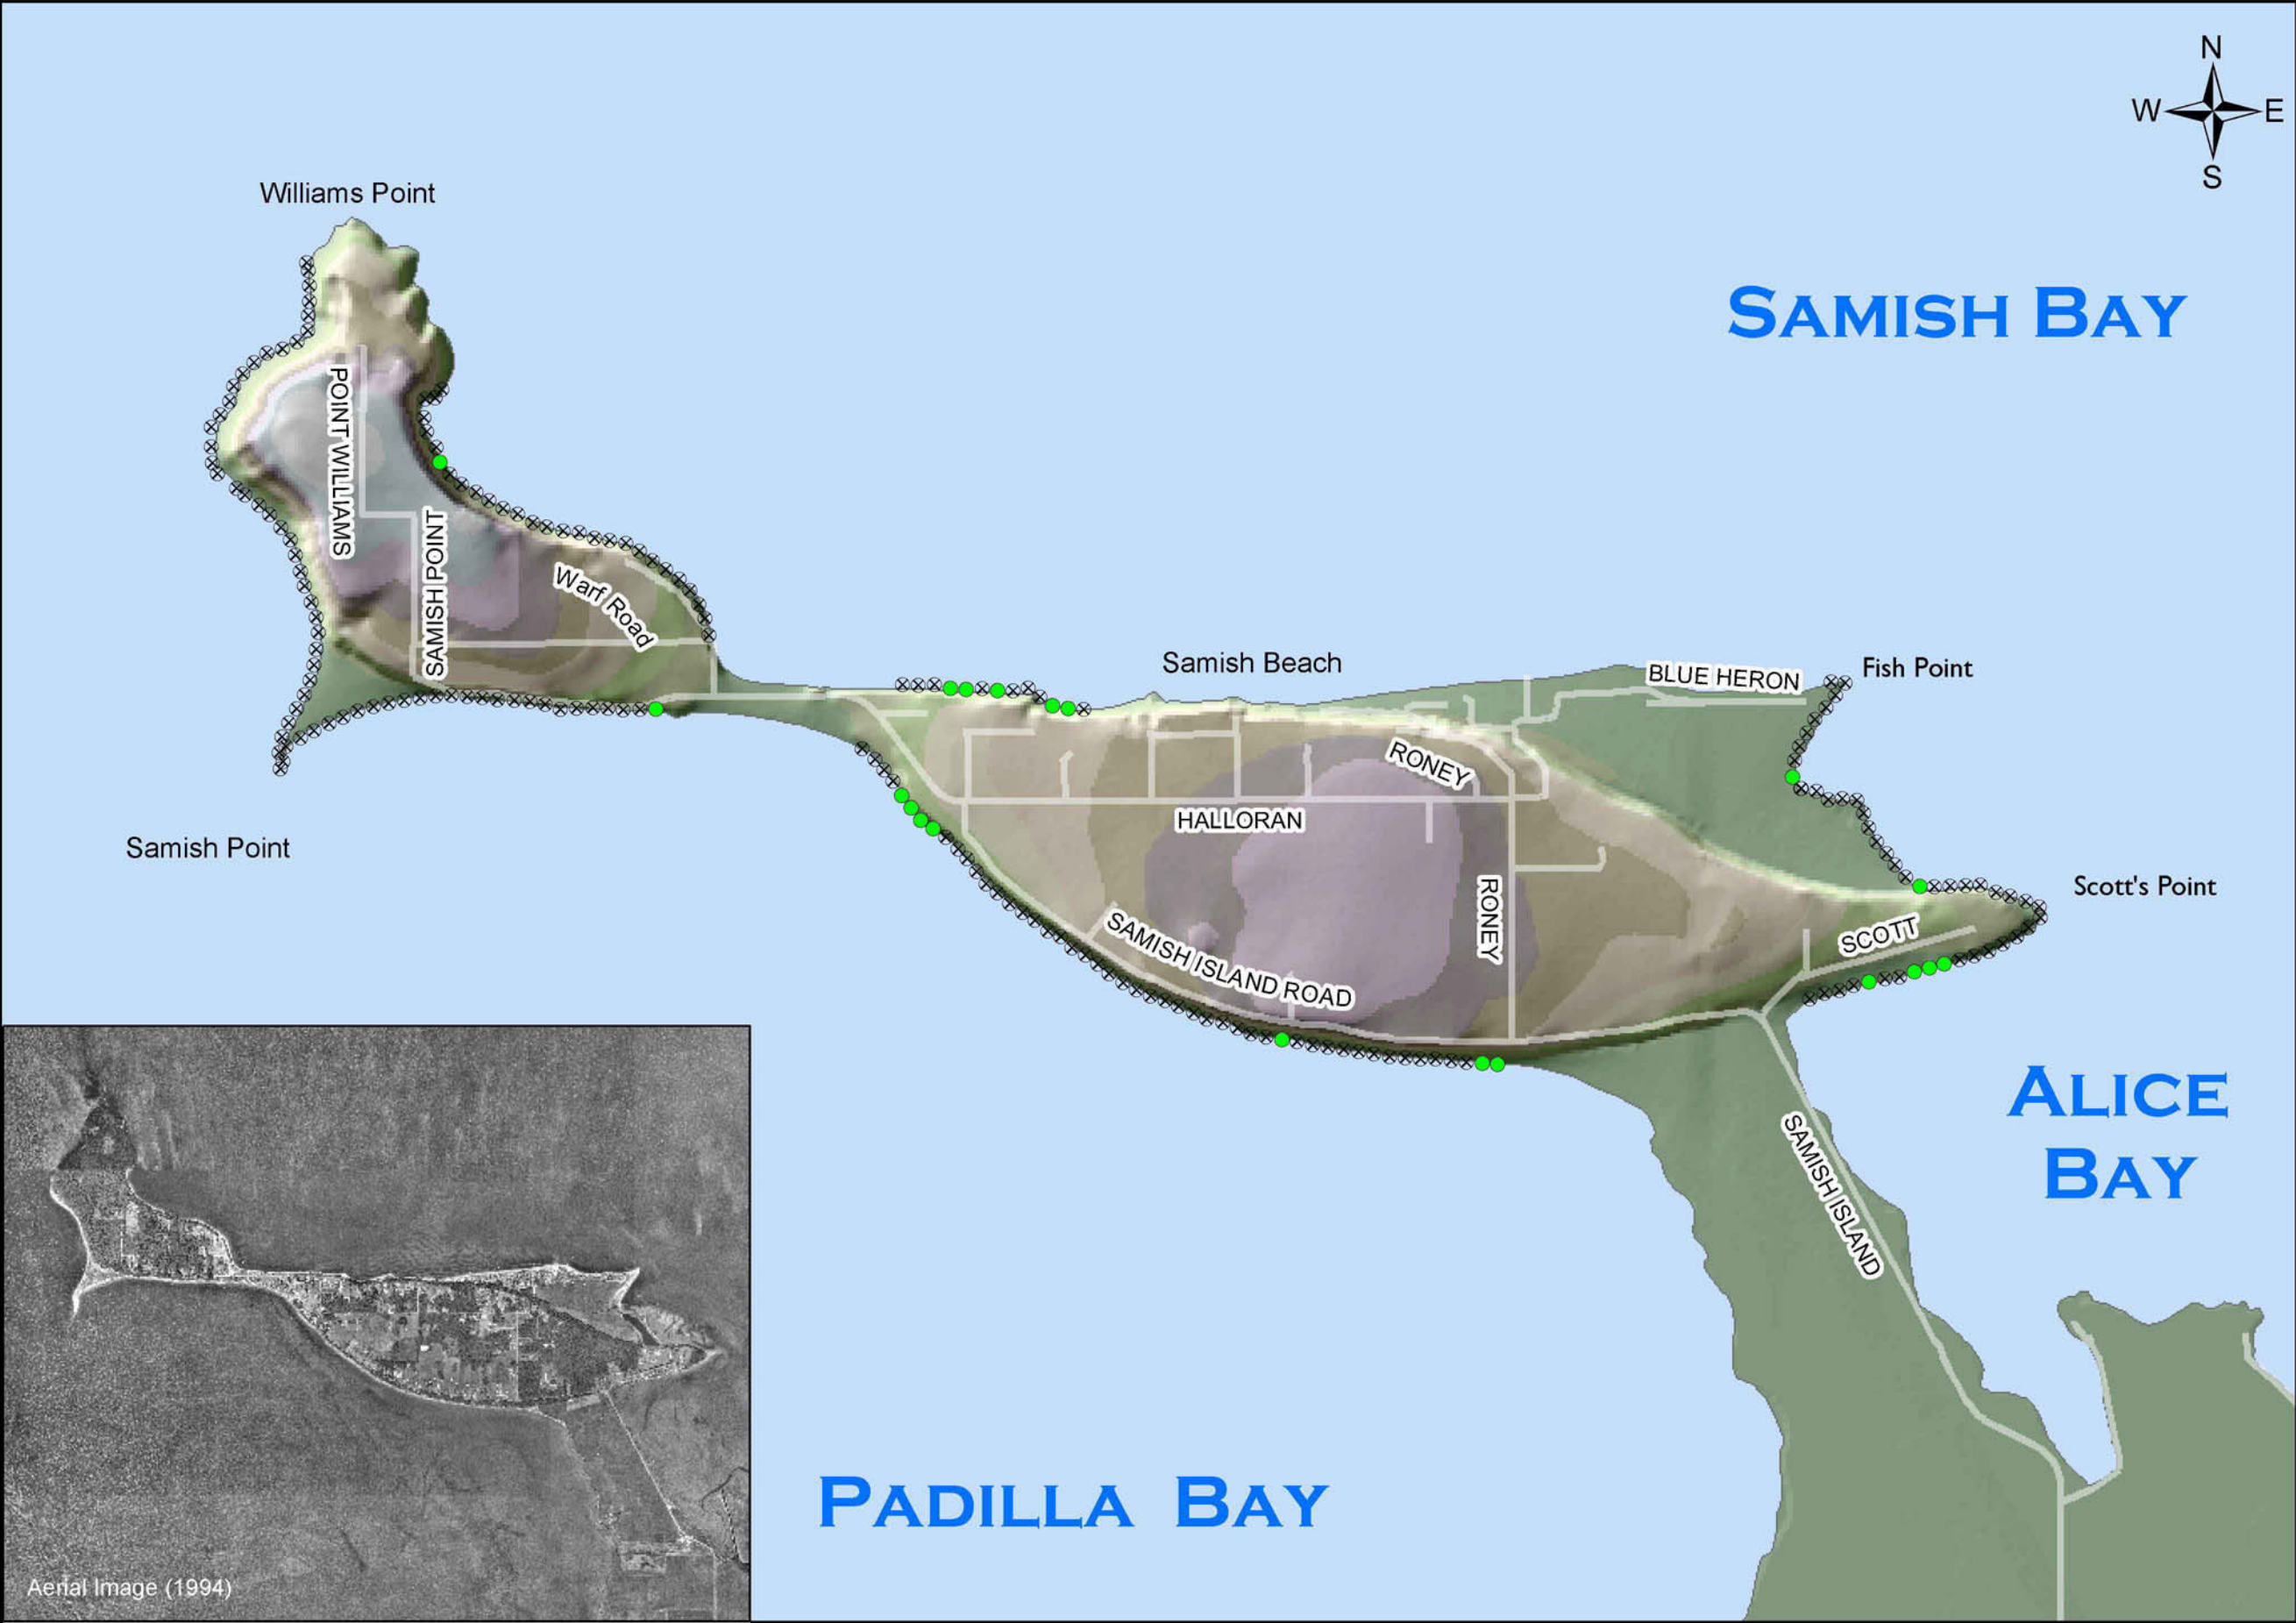 N
W E
S
Williams Point
SAMISH BAY
POINT WILLIAMS
SAMISH POINT
Warf Road
Samish Beach
BLUE HERON
Fish Point
RONEY
HALLORAN
Samish Point
RONEY
Scott's Point
SCOTT
SAMISH ISLAND ROAD
ALICE
BAY
SAMISH ISLAND
PADILLA BAY
Aerial Image (1994)